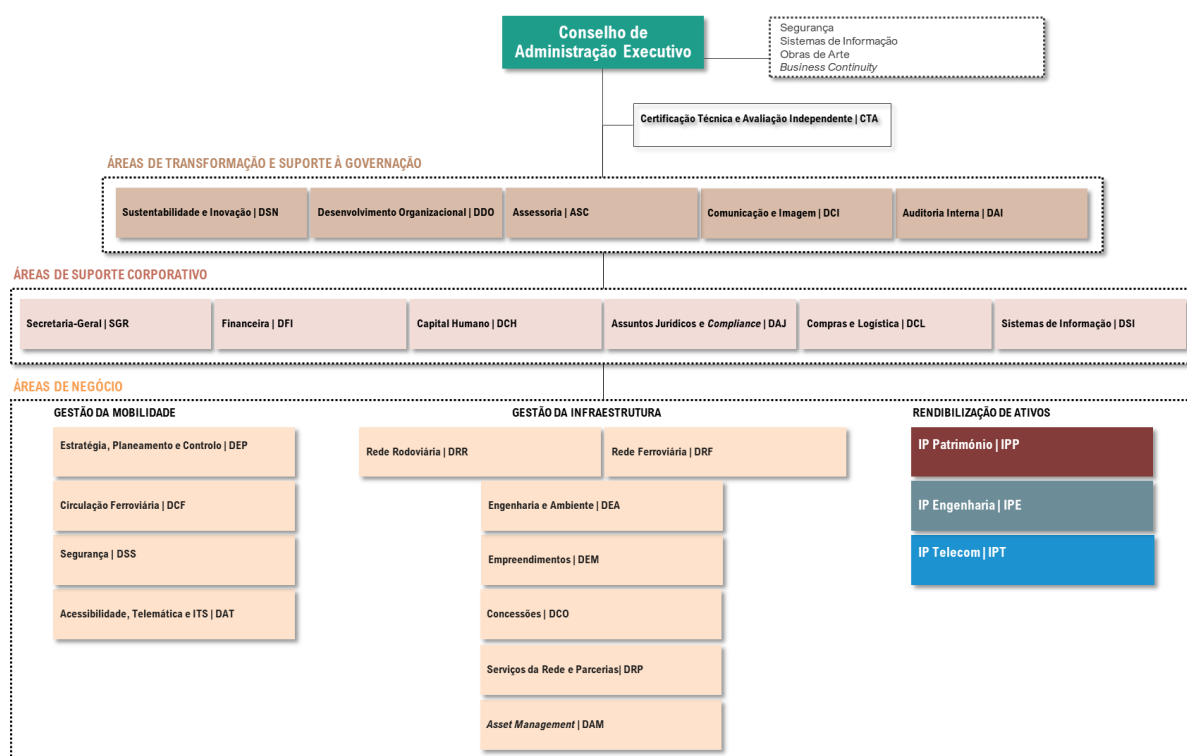 Conselho de
Administração Executivo
Segurança
Sistemas de Informação
Obras de Arte
Business Continuity
Certificação Técnica e Avaliação Independente | CTA
ÁREAS DE TRANSFORMAÇÃO E SUPORTE À GOVERNAÇÃO
Sustentabilidade e Inovação | DSN
Desenvolvimento Organizacional | DDO
Assessoria | ASC
Comunicação e Imagem | DCI
Auditoria Interna | DAI
ÁREAS DE SUPORTE CORPORATIVO
Secretaria-Geral | SGR
Financeira | DFI
Capital Humano | DCH
Assuntos Jurídicos e Compliance | DAJ
Compras e Logística | DCL
Sistemas de Informação | DSI
ÁREAS DE NEGÓCIO
GESTÃO DA MOBILIDADE
Estratégia, Planeamento e Controlo | DEP
Circulação Ferroviária | DCF
Segurança | DSS
Acessibilidade, Telemática e ITS | DAT
GESTÃO DA INFRAESTRUTURA
Rede Rodoviária | DRR
Rede Ferroviária | DRF
Engenharia e Ambiente | DEA
Empreendimentos | DEM
Concessões | DCO
Serviços da Rede e Parcerias| DRP
Asset Management | DAM
RENDIBILIZAÇÃO DE ATIVOS
IP Património | IPP
IP Engenharia | IPE
IP Telecom | IPT